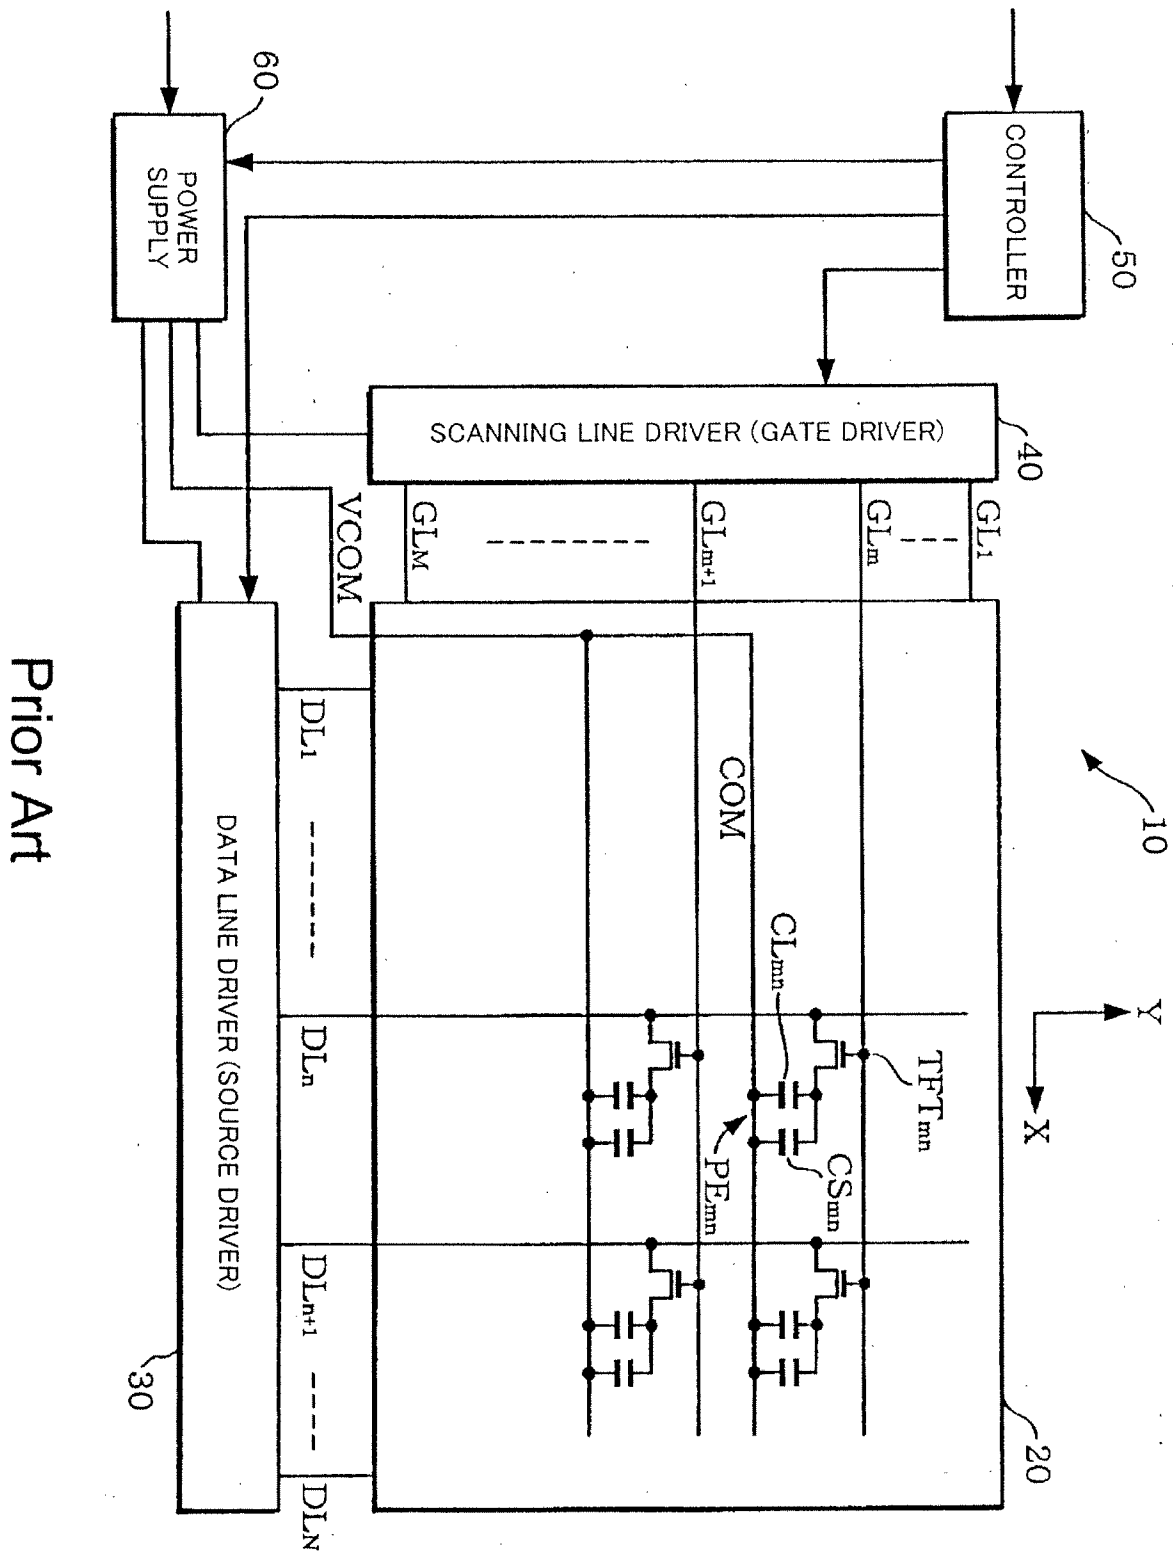 10
Y
X
50
CONTROLLER
40
SCANNING LINE DRIVER (GATE DRIVER)
20
GL1
GLm
GLm+1
GLM
TFTmn
CLmn
CSmn
PEmn
COM
60
POWER
SUPPLY
VCOM
DL1
DLn
DLn+1
DLN
DATA LINE DRIVER (SOURCE DRIVER)
30
Prior Art